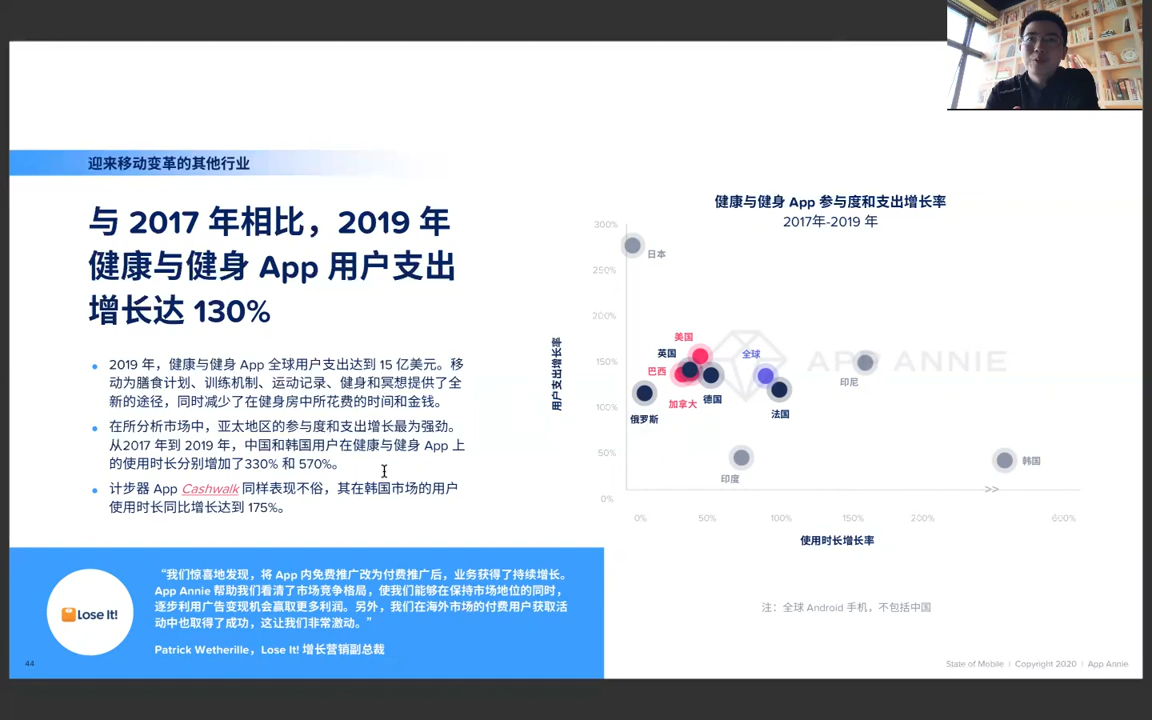 迎来移动变革的其他行业
与 2017 年相比，2019 年
健康与健身 App 用户支出
增长达 130%
2019 年，健康与健身 App 全球用户支出达到 15 亿美元。移
动为膳食计划、训练机制、运动记录、健身和冥想提供了全
新的途径，同时减少了在健身房中所花费的时间和金钱。
在所分析市场中，亚太地区的参与度和支出增长最为强劲。
从2017 年到 2019 年，中国和韩国用户在健康与健身 App 上
的使用时长分别增加了330% 和 570%。
计步器 App Cashwalk 同样表现不俗，其在韩国市场的用户
使用时长同比增长达到 175%。
Lose It!
“我们惊喜地发现，将 App 内免费推广改为付费推广后，业务获得了持续增长。
App Annie 帮助我们看清了市场竞争格局，使我们能够在保持市场地位的同时，
逐步利用广告变现机会赢取更多利润。另外，我们在海外市场的付费用户获取活
动中也取得了成功，这让我们非常激动。”
Patrick Wetherille，Lose It! 增长营销副总裁
44
健康与健身 App 参与度和支出增长率
2017年-2019 年
用户支出增长率
300%
250%
200%
150%
100%
50%
0%
日本
美国
英国
全球
巴西
加拿大
德国
俄罗斯
法国
印尼
印度
韩国
APP ANNIE
>>
0%
50%
100%
150%
200%
600%
使用时长增长率
注：全球 Android 手机，不包括中国
State of Mobile | Copyright 2020 | App Annie